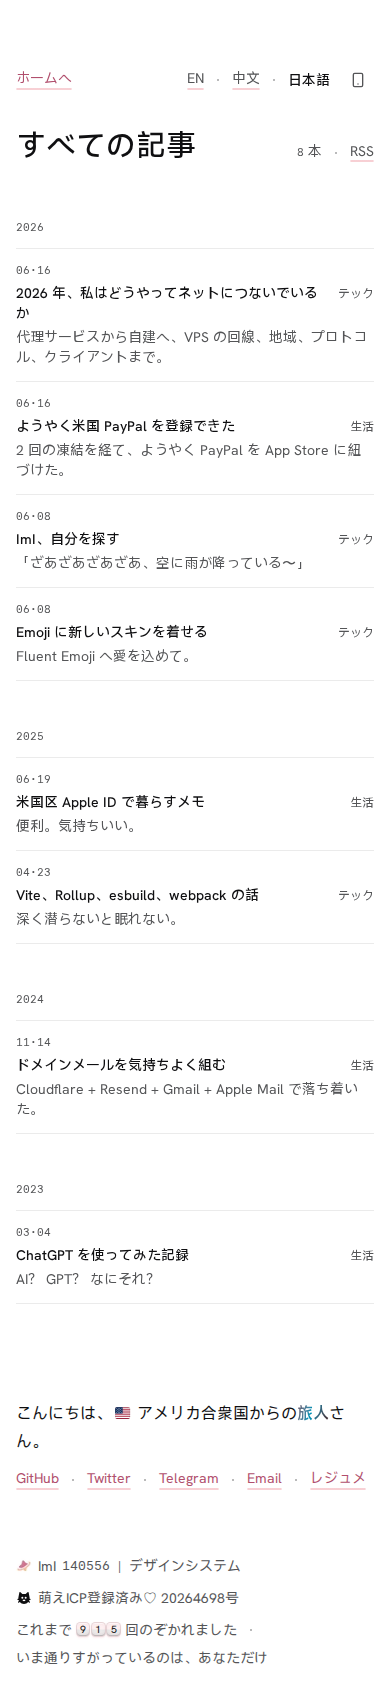 ホームへ EN · 中文 · 日本語
すべての記事 8 本 · RSS
2026
06·16
2026 年、私はどうやってネットにつないでいる テック
か
代理サービスから自建へ、VPS の回線、地域、プロトコ
ル、クライアントまで。
06·16
ようやく米国 PayPal を登録できた 生活
2 回の凍結を経て、ようやく PayPal を App Store に紐
づけた。
06·08
ImI、自分を探す テック
「ざあざあざあざあ、空に雨が降っている〜」
06·08
Emoji に新しいスキンを着せる テック
Fluent Emoji へ愛を込めて。
2025
06·19
米国区 Apple ID で暮らすメモ 生活
便利。気持ちいい。
04·23
Vite、Rollup、esbuild、webpack の話 テック
深く潜らないと眠れない。
2024
11·14
ドメインメールを気持ちよく組む 生活
Cloudflare + Resend + Gmail + Apple Mail で落ち着い
た。
2023
03·04
ChatGPT を使ってみた記録 生活
AI? GPT? なにそれ?
こんにちは、🇺🇸 アメリカ合衆国からの旅人さ
ん。
GitHub · Twitter · Telegram · Email · レジュメ
ImI 140556 | デザインシステム
萌えICP登録済み♡ 20264698号
これまで 915 回のぞかれました ·
いま通りすがっているのは、あなただけ